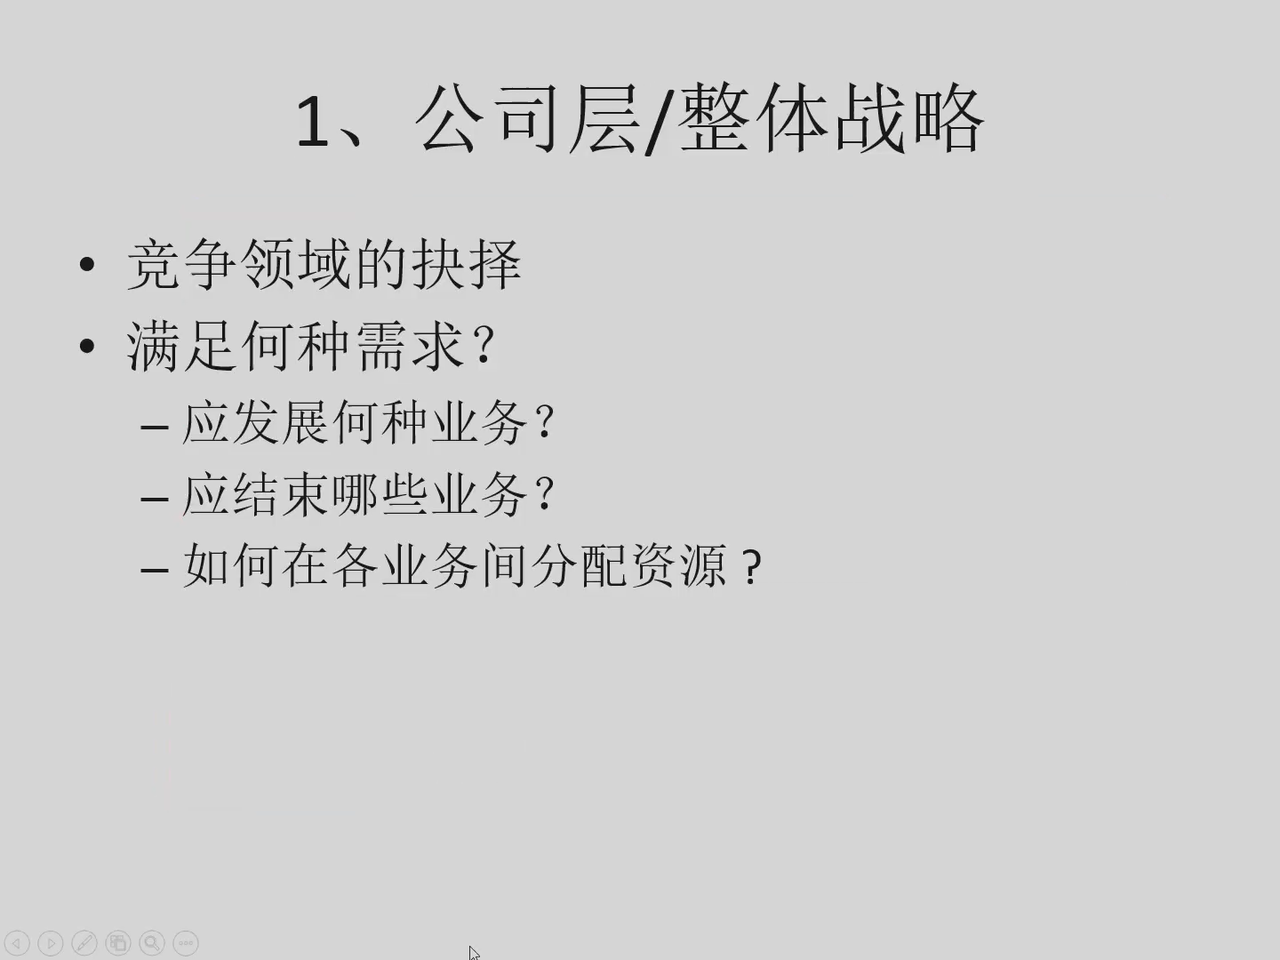 1、公司层/整体战略
• 竞争领域的抉择
• 满足何种需求？
– 应发展何种业务？
– 应结束哪些业务？
– 如何在各业务间分配资源？